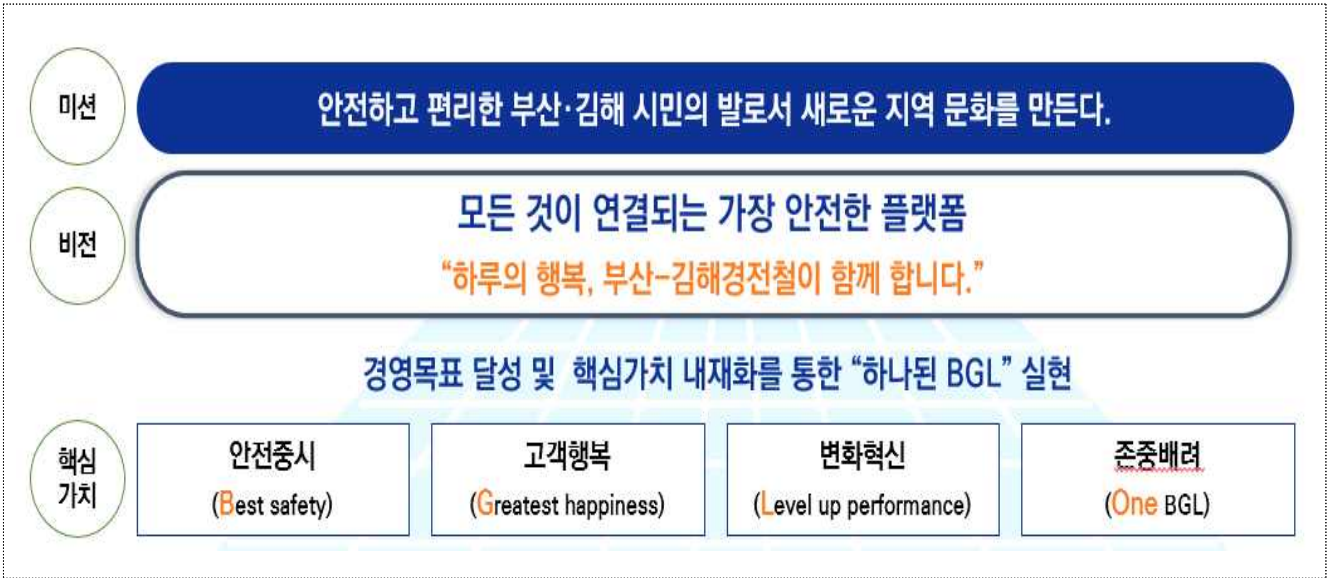 미션
안전하고 편리한 부산·김해 시민의 발로서 새로운 지역 문화를 만든다.
비전
모든 것이 연결되는 가장 안전한 플랫폼
“하루의 행복, 부산-김해경전철이 함께 합니다.”
경영목표 달성 및 핵심가치 내재화를 통한 “하나된 BGL” 실현
핵심
가치
안전중시
(Best safety)
고객행복
(Greatest happiness)
변화혁신
(Level up performance)
존중배려
(One BGL)